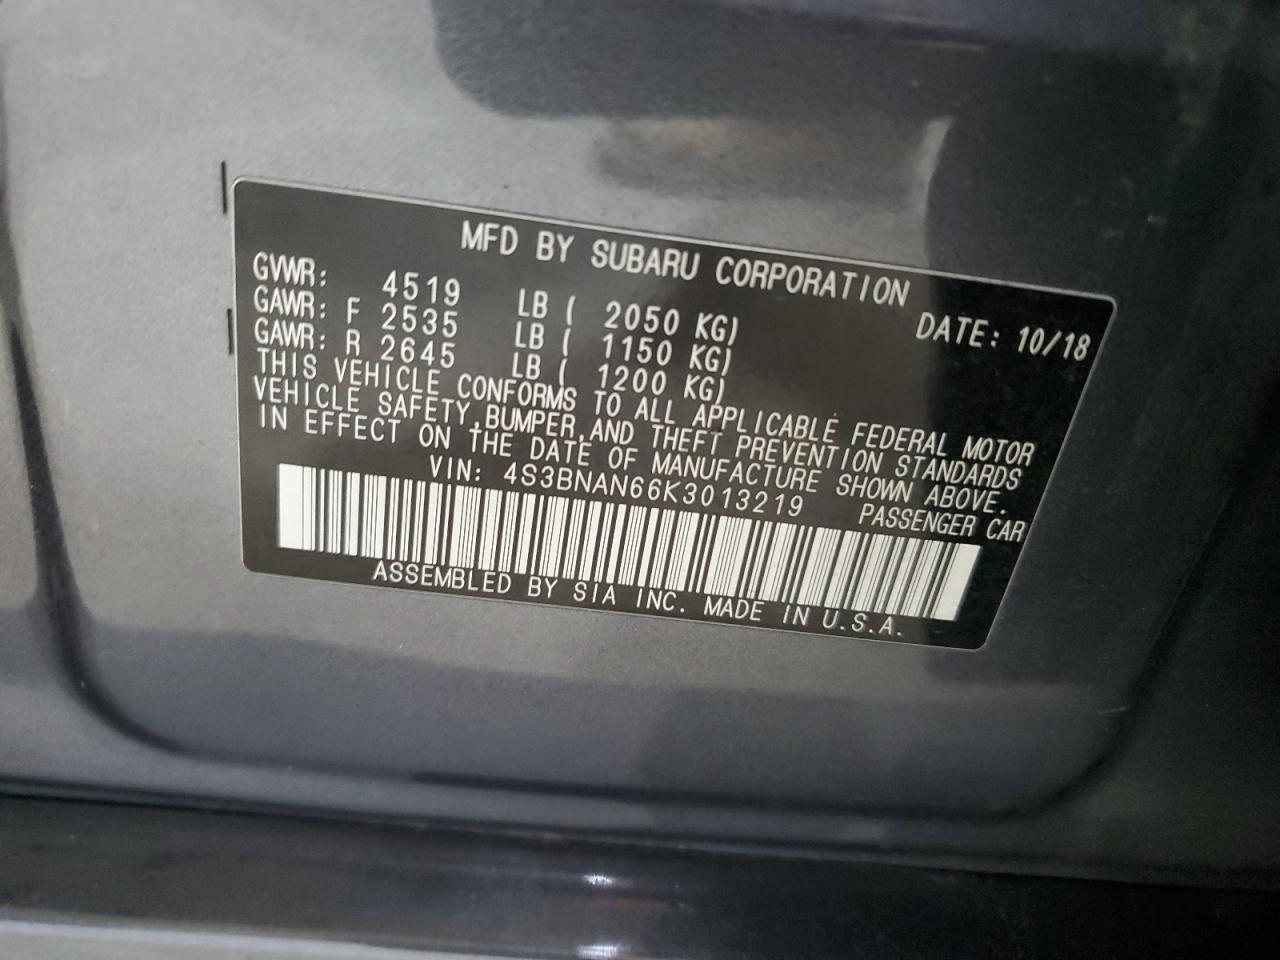 MFD BY SUBARU CORPORATION
DATE: 10/18
GVWR: 4519 LB ( 2050 KG)
GAWR: F 2535 LB ( 1150 KG)
GAWR: R 2645 LB ( 1200 KG)
THIS VEHICLE CONFORMS TO ALL APPLICABLE FEDERAL MOTOR
VEHICLE SAFETY, BUMPER, AND THEFT PREVENTION STANDARDS
IN EFFECT ON THE DATE OF MANUFACTURE SHOWN ABOVE.
VIN: 4S3BNAN66K3013219 PASSENGER CAR
ASSEMBLED BY SIA INC. MADE IN U.S.A.